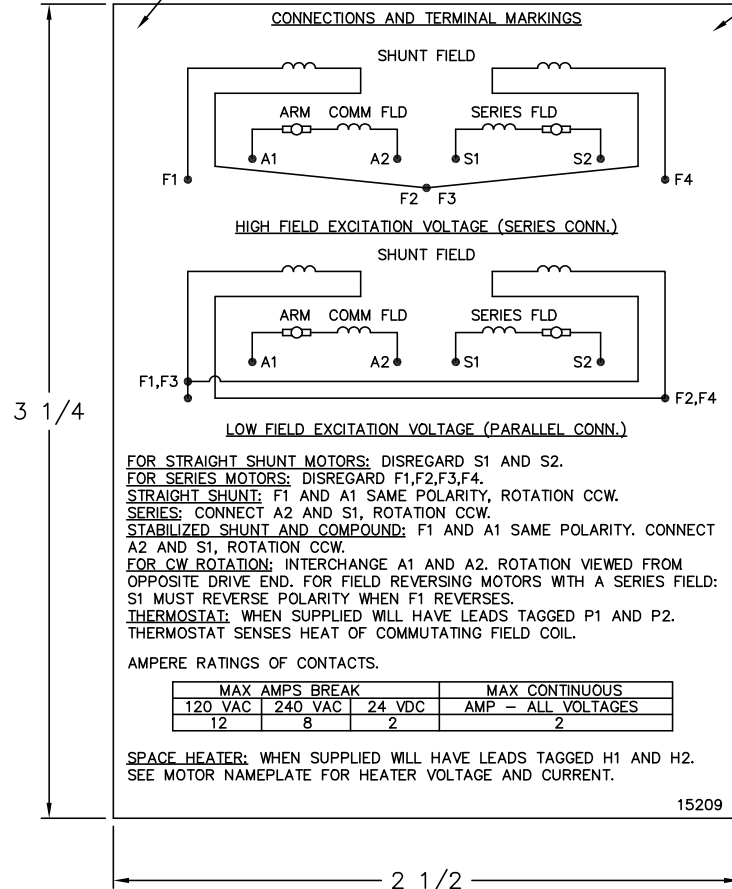 CONNECTIONS AND TERMINAL MARKINGS
SHUNT FIELD
ARM COMM FLD SERIES FLD
A1 A2 S1 S2
F1 F4
F2 F3
HIGH FIELD EXCITATION VOLTAGE (SERIES CONN.)
SHUNT FIELD
ARM COMM FLD SERIES FLD
A1 A2 S1 S2
F1,F3
F2,F4
3 1/4
LOW FIELD EXCITATION VOLTAGE (PARALLEL CONN.)
FOR STRAIGHT SHUNT MOTORS: DISREGARD S1 AND S2.
FOR SERIES MOTORS: DISREGARD F1,F2,F3,F4.
STRAIGHT SHUNT: F1 AND A1 SAME POLARITY, ROTATION CCW.
SERIES: CONNECT A2 AND S1, ROTATION CCW.
STABILIZED SHUNT AND COMPOUND: F1 AND A1 SAME POLARITY. CONNECT
A2 AND S1, ROTATION CCW.
FOR CW ROTATION: INTERCHANGE A1 AND A2. ROTATION VIEWED FROM
OPPOSITE DRIVE END. FOR FIELD REVERSING MOTORS WITH A SERIES FIELD:
S1 MUST REVERSE POLARITY WHEN F1 REVERSES.
THERMOSTAT: WHEN SUPPLIED WILL HAVE LEADS TAGGED P1 AND P2.
THERMOSTAT SENSES HEAT OF COMMUTATING FIELD COIL.
AMPERE RATINGS OF CONTACTS.
MAX AMPS BREAK MAX CONTINUOUS
120 VAC 240 VAC 24 VDC AMP – ALL VOLTAGES
12 8 2 2
SPACE HEATER: WHEN SUPPLIED WILL HAVE LEADS TAGGED H1 AND H2.
SEE MOTOR NAMEPLATE FOR HEATER VOLTAGE AND CURRENT.
15209
2 1/2